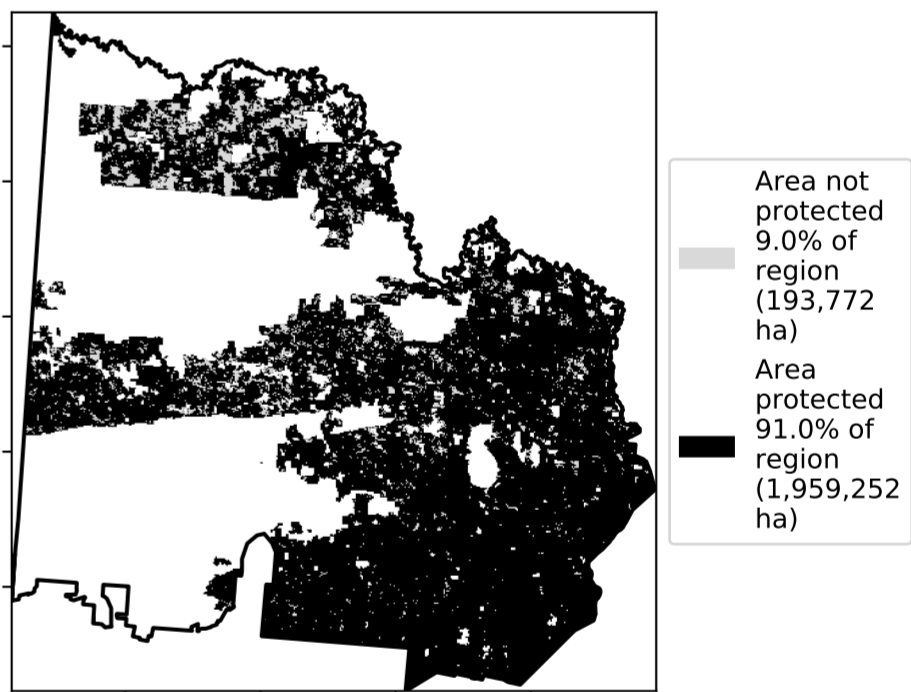 Area not
protected
9.0% of
region
(193,772
ha)
Area
protected
91.0% of
region
(1,959,252
ha)